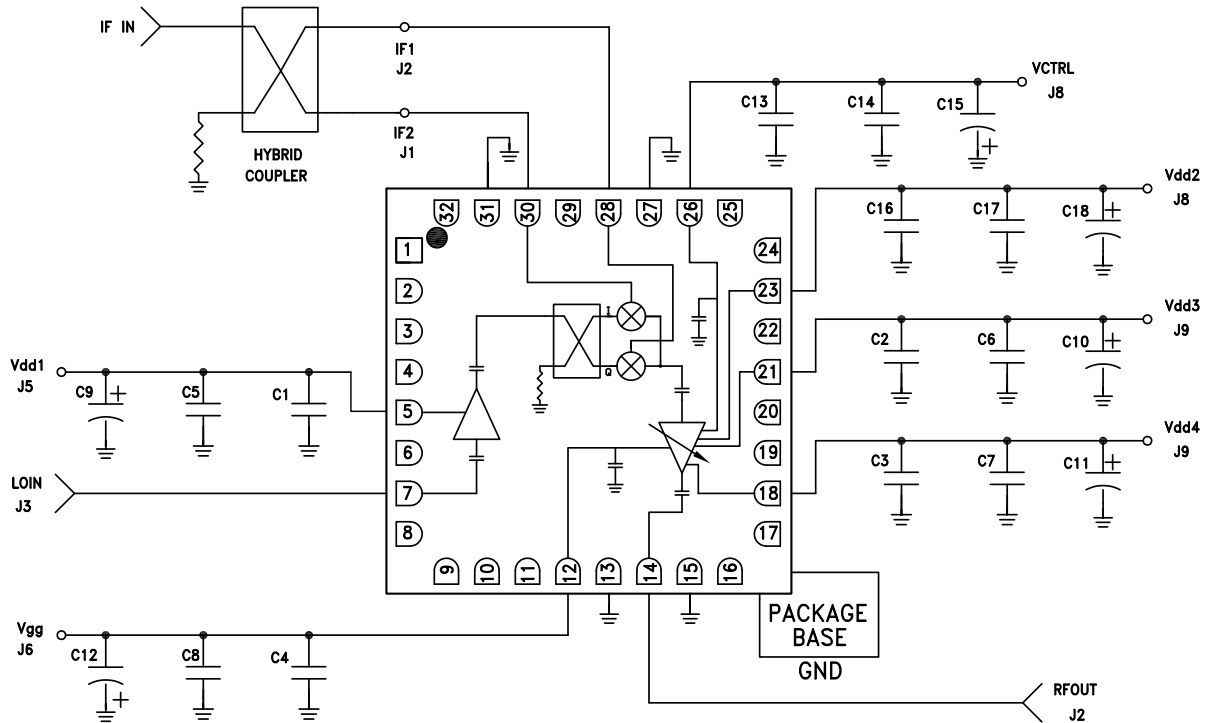 IF IN
IF1
J2
IF2
J1
HYBRID
COUPLER
VCTRL
J8
C13
C14
C15
+
Vdd2
J8
C16
C17
C18
+
Vdd3
J9
C2
C6
C10
+
Vdd4
J9
C3
C7
C11
+
Vdd1
J5
C9
+
C5
C1
LOIN
J3
Vgg
J6
C12
+
C8
C4
32
31
30
29
28
27
26
25
1
2
3
4
5
6
7
8
24
23
22
21
20
19
18
17
9
10
11
12
13
14
15
16
I
Q
PACKAGE
BASE
GND
RFOUT
J2